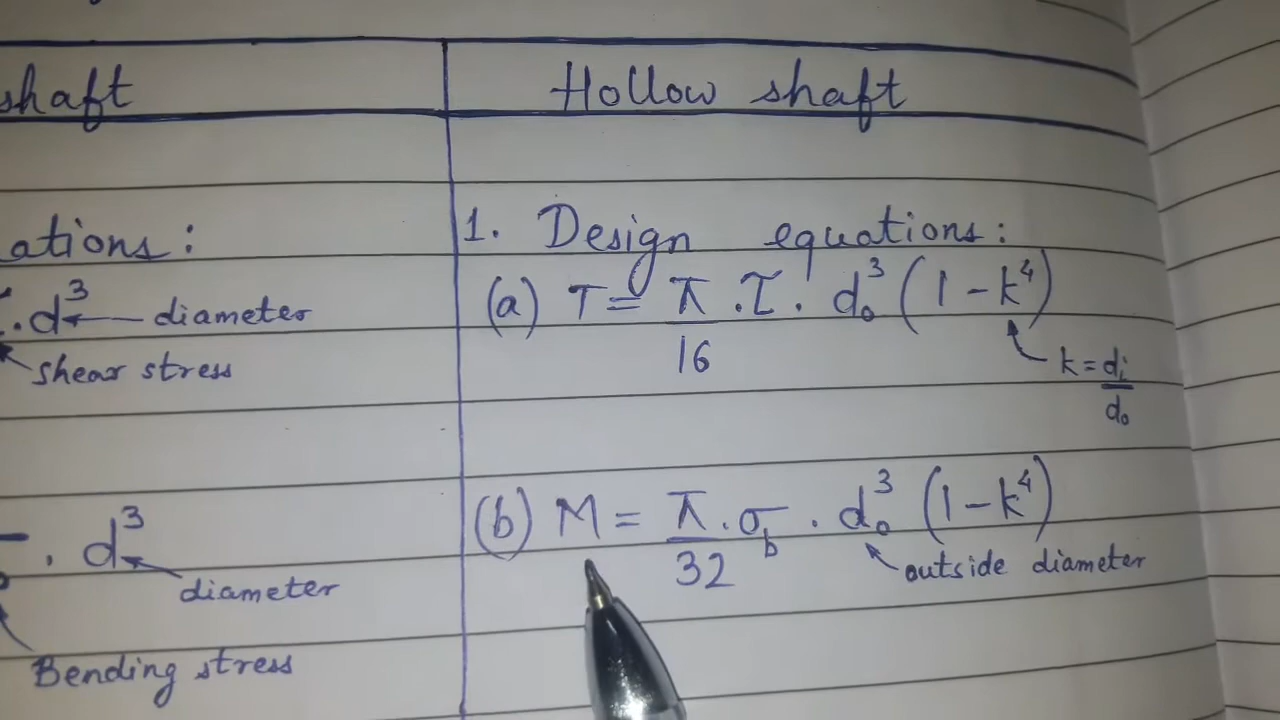 shaft
ations:
. d³ ← diameter
shear stress
. d³
diameter
Bending stress
Hollow shaft
1. Design equations:
(a) T = π/16 . τ . d₀³ (1 - k⁴)
k = dᵢ/d₀
(b) M = π/32 . σ_b . d₀³ (1 - k⁴)
outside diameter